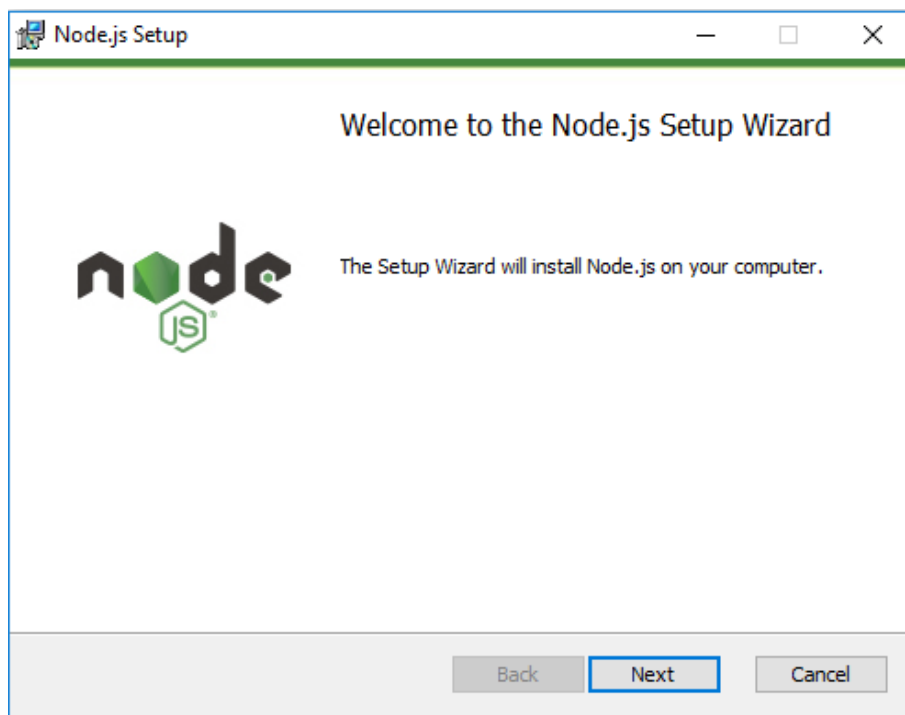 Node.js Setup
Welcome to the Node.js Setup Wizard
node
JS®
The Setup Wizard will install Node.js on your computer.
Back
Next
Cancel